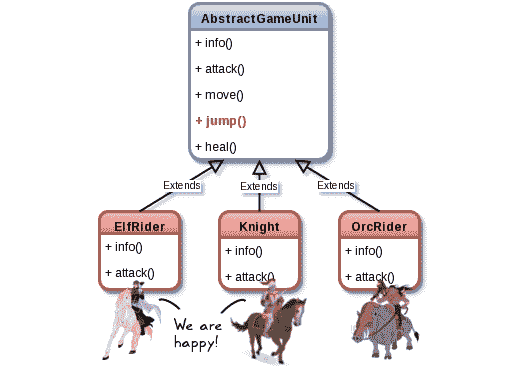 AbstractGameUnit
+ info()
+ attack()
+ move()
+ jump()
+ heal()
Extends
Extends
Extends
ElfRider
+ info()
+ attack()
Knight
+ info()
+ attack()
OrcRider
+ info()
+ attack()
We are
happy!